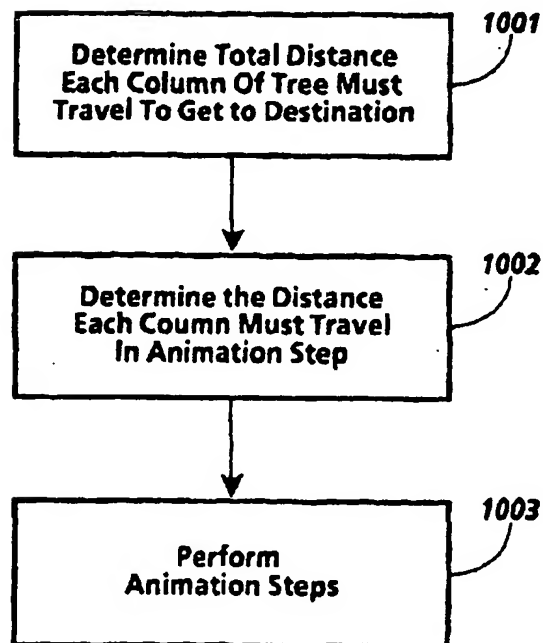 1001
Determine Total Distance
Each Column Of Tree Must
Travel To Get to Destination
1002
Determine the Distance
Each Coumn Must Travel
In Animation Step
1003
Perform
Animation Steps